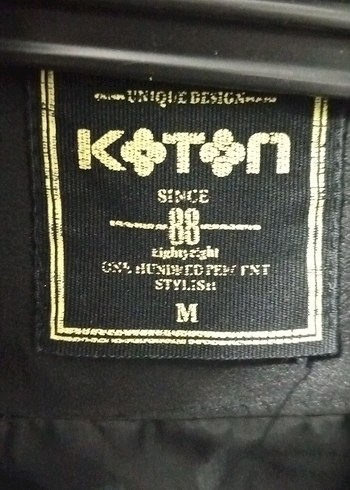 UNIQUE DESIGN
KOTON
SINCE
88
Eighty eight
ONE HUNDRED PERCENT
STYLISH
M